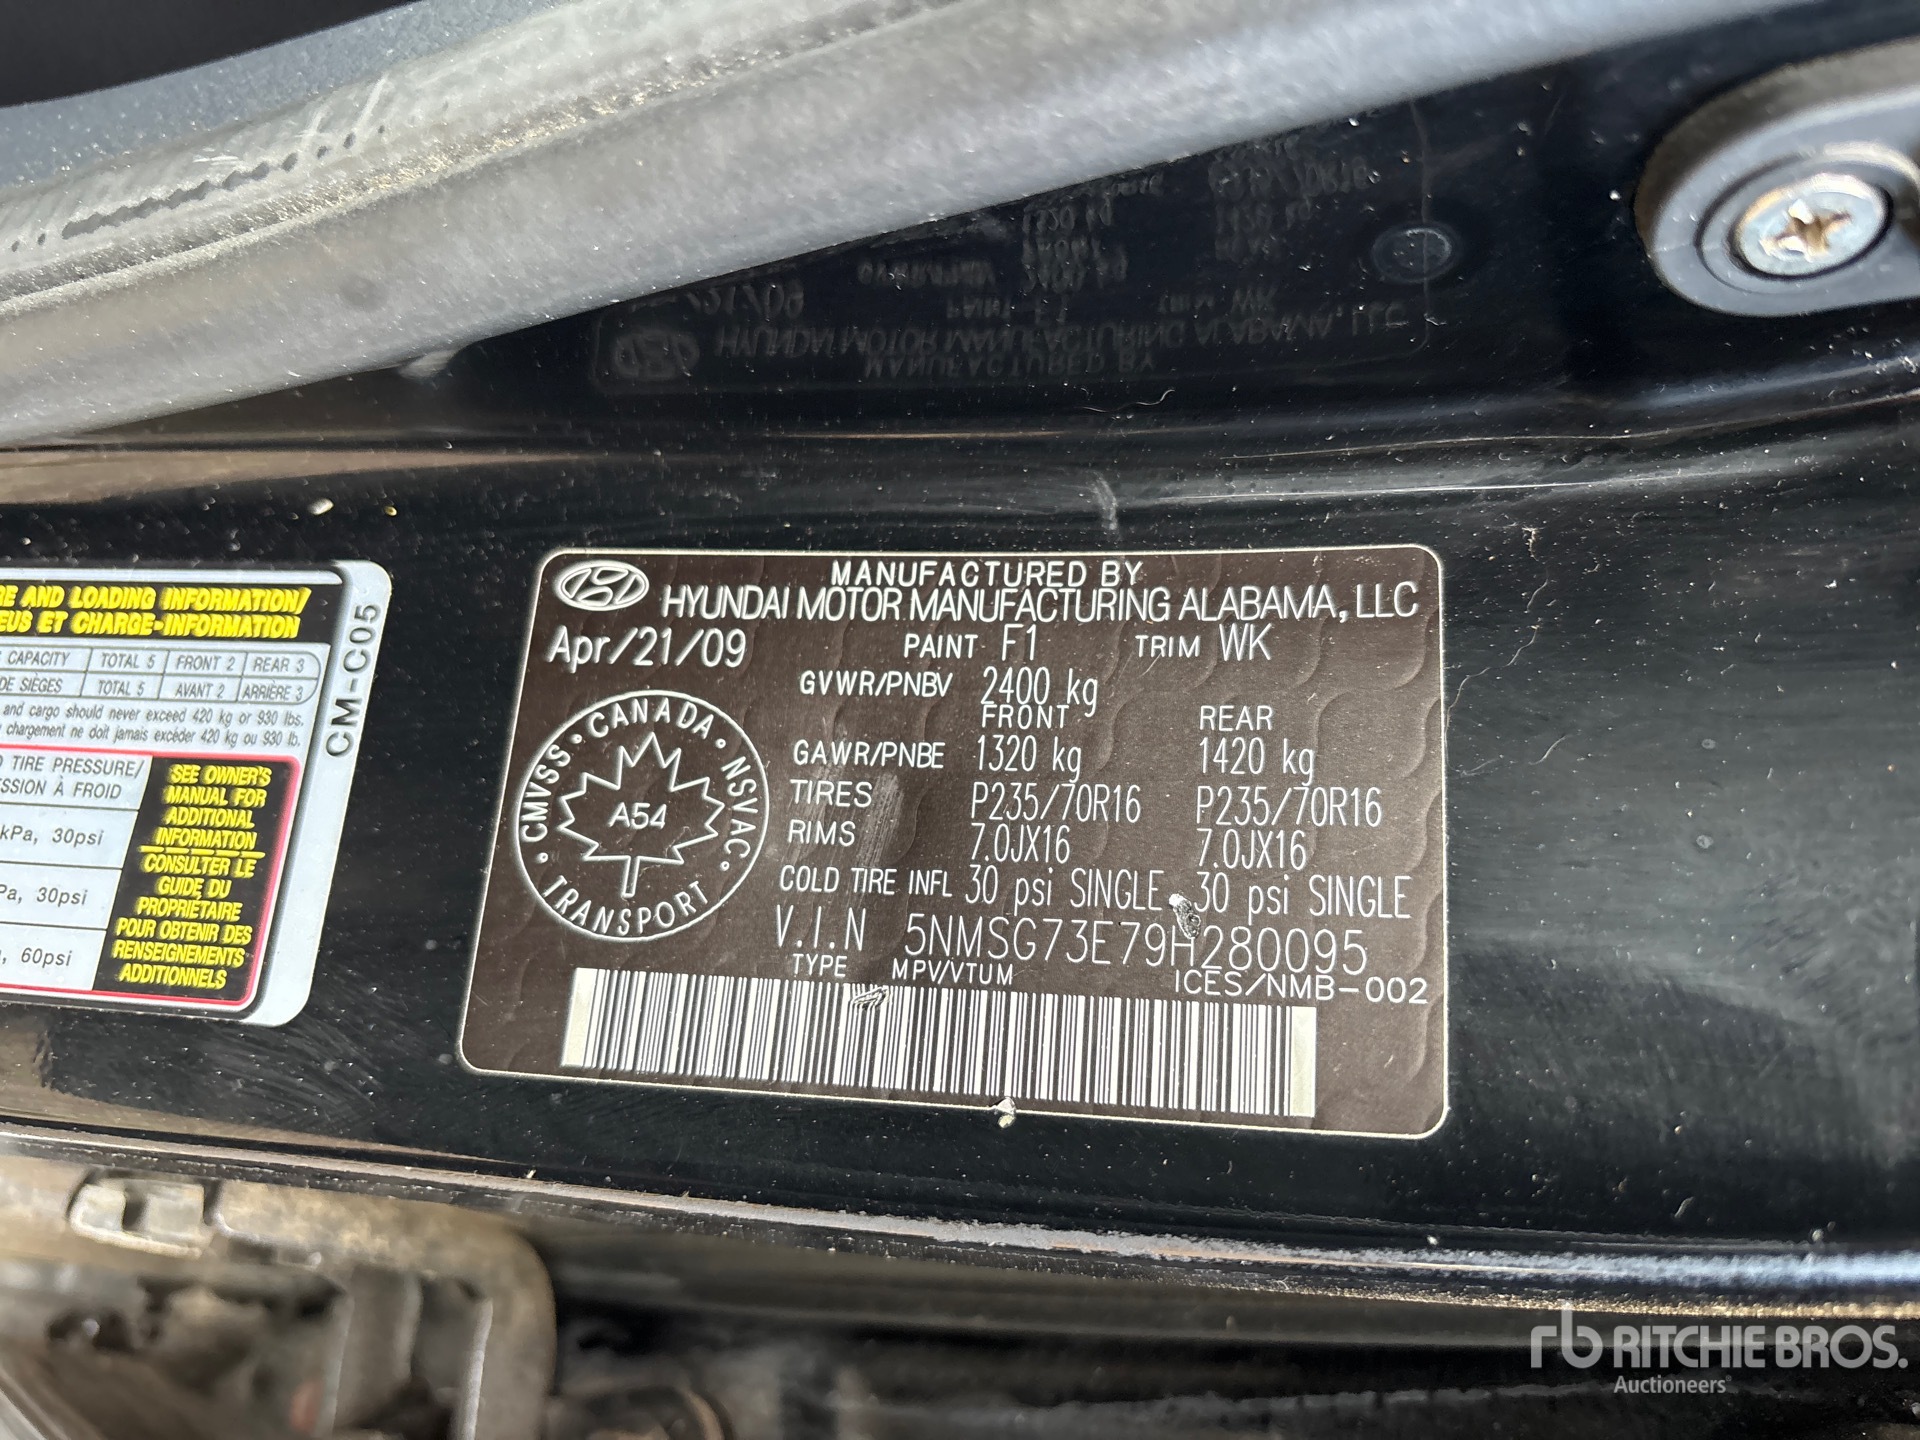 RE AND LOADING INFORMATION/
EUS ET CHARGE-INFORMATION
CAPACITY TOTAL 5 FRONT 2 REAR 3
DE SIÈGES TOTAL 5 AVANT 2 ARRIÈRE 3
and cargo should never exceed 420 kg or 930 lbs.
chargement ne doit jamais excéder 420 kg ou 930 lb.
TIRE PRESSURE/
SSION À FROID
kPa, 30psi
Pa, 30psi
, 60psi
SEE OWNER'S
MANUAL FOR
ADDITIONAL
INFORMATION
CONSULTER LE
GUIDE DU
PROPRIÉTAIRE
POUR OBTENIR DES
RENSEIGNEMENTS
ADDITIONNELS
CM-C05
MANUFACTURED BY
HYUNDAI MOTOR MANUFACTURING ALABAMA, LLC
Apr/21/09 PAINT F1 TRIM WK
GVWR/PNBV 2400 kg
FRONT REAR
GAWR/PNBE 1320 kg 1420 kg
TIRES P235/70R16 P235/70R16
RIMS 7.0JX16 7.0JX16
COLD TIRE INFL 30 psi SINGLE 30 psi SINGLE
V.I.N 5NMSG73E79H280095
TYPE MPV/VTUM ICES/NMB-002
CMVSS · CANADA · NSVAC · TRANSPORT ·
A54
rb RITCHIE BROS.
Auctioneers